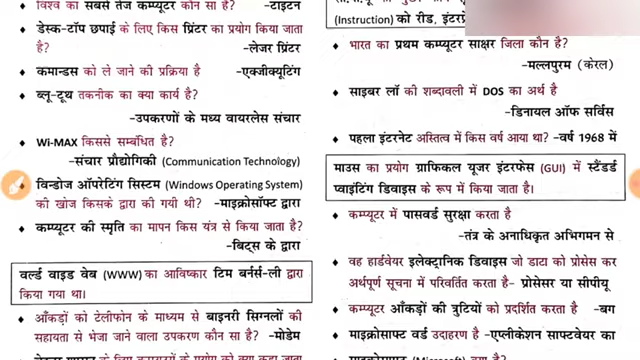 ♦ विश्व का सबसे तेज कम्प्यूटर कौन सा है? -टाइटन
♦ डेस्क-टॉप छपाई के लिए किस प्रिंटर का प्रयोग किया जाता
है? -लेजर प्रिंटर
♦ कमान्डस को ले जाने की प्रक्रिया है -एक्जीक्यूटिंग
♦ ब्लू-टूथ तकनीक का क्या कार्य है?
-उपकरणों के मध्य वायरलेस संचार
♦ Wi-MAX किससे सम्बंधित है?
-संचार प्रौद्योगिकी (Communication Technology)
♦ विन्डोज ऑपरेटिंग सिस्टम (Windows Operating System)
की खोज किसके द्वारा की गयी थी? -माइक्रोसॉफ्ट द्वारा
♦ कम्प्यूटर की स्मृति का मापन किस यंत्र से किया जाता है?
-बिट्स के द्वारा
वर्ल्ड वाइड वेब (WWW) का आविष्कार टिम बर्नर्स-ली द्वारा
किया गया था।
♦ आँकड़ों को टेलीफोन के माध्यम से बाइनरी सिग्नलों की
सहायता से भेजा जाने वाला उपकरण कौन सा है? -मोडेम
के लिए कम्प्यूटरों के प्रयोग को क्या कहा जाता
(Instruction) को रीड,
♦ भारत का प्रथम कम्प्यूटर साक्षर जिला कौन है?
-मल्लपुरम (केरल)
♦ साइबर लॉ की शब्दावली में DOS का अर्थ है
-डिनायल ऑफ सर्विस
♦ पहला इंटरनेट अस्तित्व में किस वर्ष आया था? -वर्ष 1968 में
माउस का प्रयोग ग्राफिकल यूजर इंटरफेस (GUI) में स्टैंडर्ड
प्वाइंटिंग डिवाइस के रूप में किया जाता है।
♦ कम्प्यूटर में पासवर्ड सुरक्षा करता है
-तंत्र के अनाधिकृत अभिगमन से
♦ वह हार्डवेयर इलेक्ट्रानिक डिवाइस जो डाटा को प्रोसेस कर
अर्थपूर्ण सूचना में परिवर्तित करता है- प्रोसेसर या सीपीयू
♦ कम्प्यूटर आँकड़ों की त्रुटियों को प्रदर्शित करता है -बग
♦ माइक्रोसाफ्ट वर्ड उदाहरण है -एप्लीकेशन साफ्टवेयर का
♦ (Microsoft) क्या है?